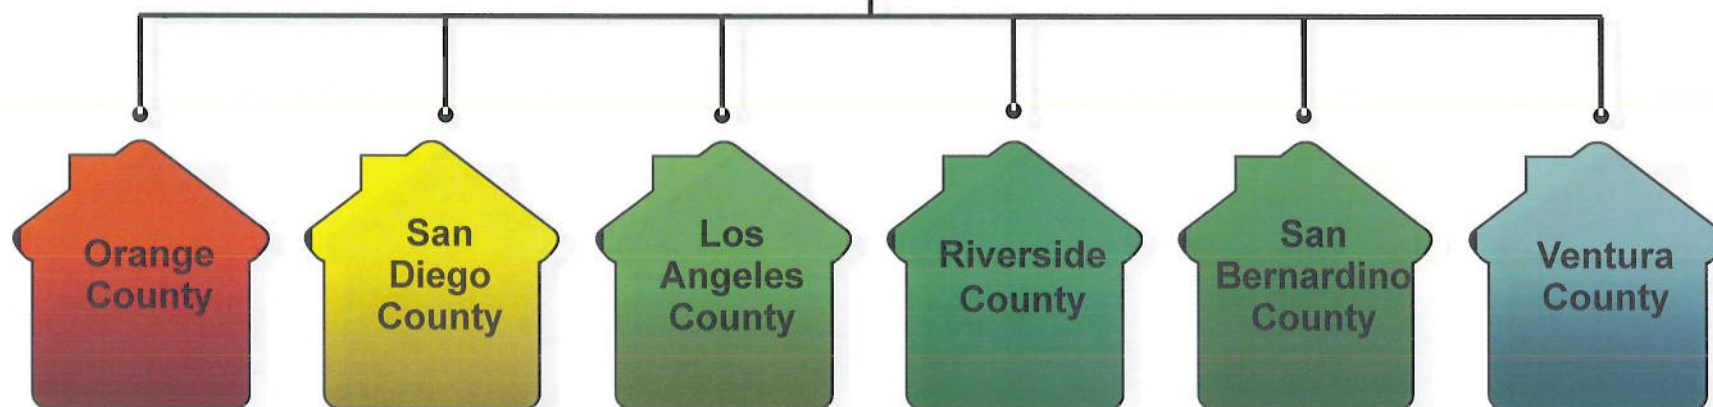 Orange
County
San
Diego
County
Los
Angeles
County
Riverside
County
San
Bernardino
County
Ventura
County